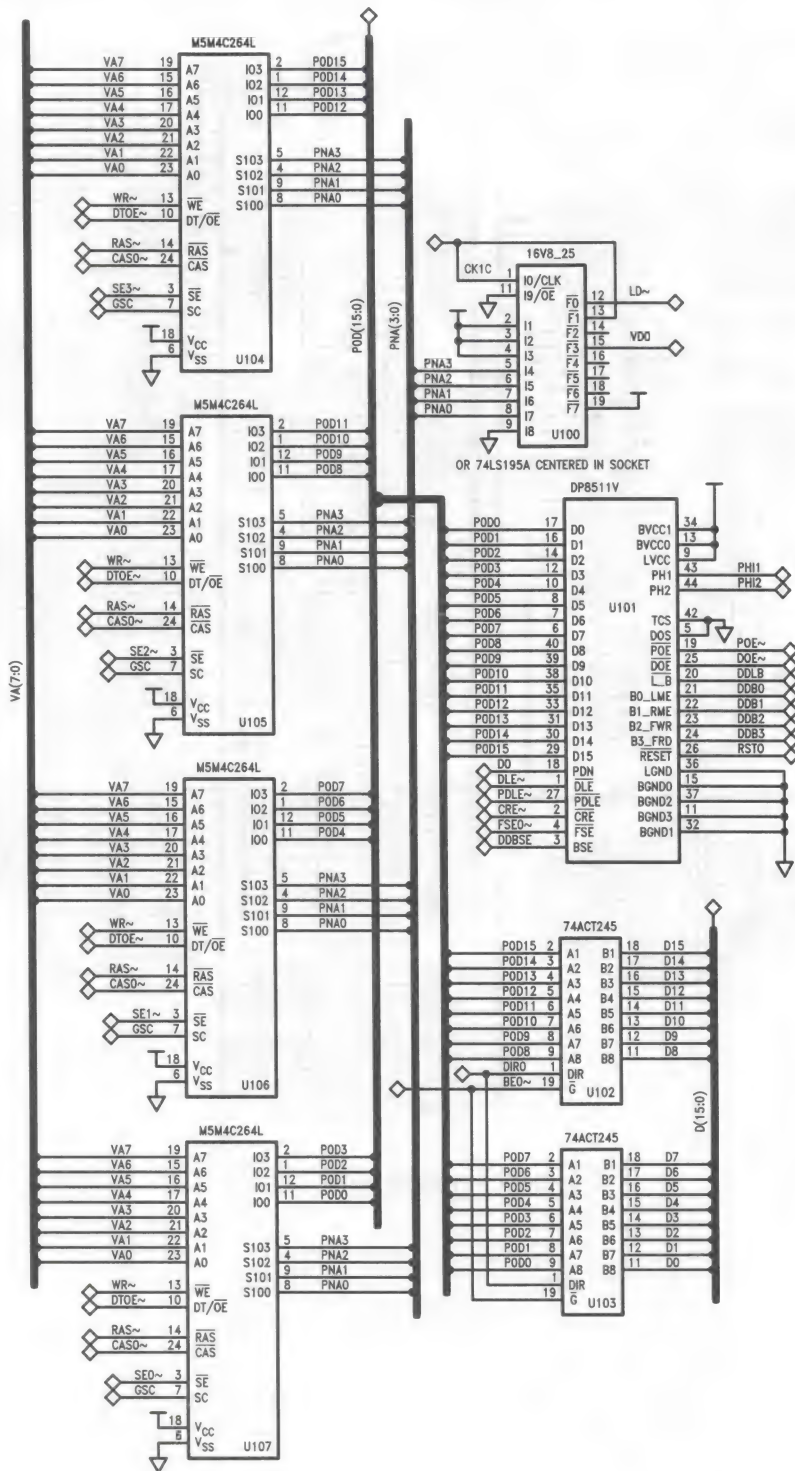 M5M4C264L
VA7 19 A7 IO3 2 POD15
VA6 15 A6 IO2 1 POD14
VA5 16 A5 IO1 12 POD13
VA4 17 A4 IO0 11 POD12
VA3 20 A3
VA2 21 A2
VA1 22 A1 S103 5 PNA3
VA0 23 A0 S102 4 PNA2
S101 9 PNA1
S100 8 PNA0
WR~ 13 WE
DTOE~ 10 DT/OE
RAS~ 14 RAS
CAS0~ 24 CAS
SE3~ 3 SE
GSC 7 SC
18 VCC
6 VSS
U104
M5M4C264L
VA7 19 A7 IO3 2 POD11
VA6 15 A6 IO2 1 POD10
VA5 16 A5 IO1 12 POD9
VA4 17 A4 IO0 11 POD8
VA3 20 A3
VA2 21 A2
VA1 22 A1 S103 5 PNA3
VA0 23 A0 S102 4 PNA2
S101 9 PNA1
S100 8 PNA0
WR~ 13 WE
DTOE~ 10 DT/OE
RAS~ 14 RAS
CAS0~ 24 CAS
SE2~ 3 SE
GSC 7 SC
18 VCC
6 VSS
U105
VA(7:0)
M5M4C264L
VA7 19 A7 IO3 2 POD7
VA6 15 A6 IO2 1 POD6
VA5 16 A5 IO1 12 POD5
VA4 17 A4 IO0 11 POD4
VA3 20 A3
VA2 21 A2
VA1 22 A1 S103 5 PNA3
VA0 23 A0 S102 4 PNA2
S101 9 PNA1
S100 8 PNA0
WR~ 13 WE
DTOE~ 10 DT/OE
RAS~ 14 RAS
CAS0~ 24 CAS
SE1~ 3 SE
GSC 7 SC
18 VCC
6 VSS
U106
M5M4C264L
VA7 19 A7 IO3 2 POD3
VA6 15 A6 IO2 1 POD2
VA5 16 A5 IO1 12 POD1
VA4 17 A4 IO0 11 POD0
VA3 20 A3
VA2 21 A2
VA1 22 A1 S103 5 PNA3
VA0 23 A0 S102 4 PNA2
S101 9 PNA1
S100 8 PNA0
WR~ 13 WE
DTOE~ 10 DT/OE
RAS~ 14 RAS
CAS0~ 24 CAS
SE0~ 3 SE
GSC 7 SC
18 VCC
6 VSS
U107
POD(15:0)
PNA(3:0)
16V8_25
CK1C 1 I0/CLK
11 I9/OE F0 12 LD~
F1 13
2 I1 F2 14
3 I2 F3 15 VD0
4 I3 F4 16
PNA3 5 I4 F5 17
PNA2 6 I5 F6 18
PNA1 7 I6 F7 19
PNA0 8 I7
9 I8 U100
OR 74LS195A CENTERED IN SOCKET
DP8511V
POD0 17 D0 BVCC1 34
POD1 16 D1 BVCC0 13
POD2 14 D2 LVCC 9
POD3 12 D3 PH1 43 PHI1
POD4 10 D4 PH2 44 PHI2
POD5 8 D5
U101
POD6 7 D6 TCS 42
POD7 6 D7 DOS 5
POD8 40 D8 POE 19 POE~
POD9 39 D9 DOE 25 DOE~
POD10 38 D10 L_B 20 DDLB
POD11 35 D11 B0_LME 21 DDB0
POD12 33 D12 B1_RME 22 DDB1
POD13 31 D13 B2_FWR 23 DDB2
POD14 30 D14 B3_FRD 24 DDB3
POD15 29 D15 RESET 26 RST0
D0 18 PDN LGND 36
DLE~ 1 DLE BGND0 15
PDLE~ 27 PDLE BGND2 37
CRE~ 2 CRE BGND3 11
FSE0~ 4 FSE BGND1 32
DDBSE 3 BSE
74ACT245
POD15 2 A1 B1 18 D15
POD14 3 A2 B2 17 D14
POD13 4 A3 B3 16 D13
POD12 5 A4 B4 15 D12
POD11 6 A5 B5 14 D11
POD10 7 A6 B6 13 D10
POD9 8 A7 B7 12 D9
POD8 9 A8 B8 11 D8
DIR0 1 DIR
BE0~ 19 G U102
D(15:0)
74ACT245
POD7 2 A1 B1 18 D7
POD6 3 A2 B2 17 D6
POD5 4 A3 B3 16 D5
POD4 5 A4 B4 15 D4
POD3 6 A5 B5 14 D3
POD2 7 A6 B6 13 D2
POD1 8 A7 B7 12 D1
POD0 9 A8 B8 11 D0
1 DIR
19 G U103